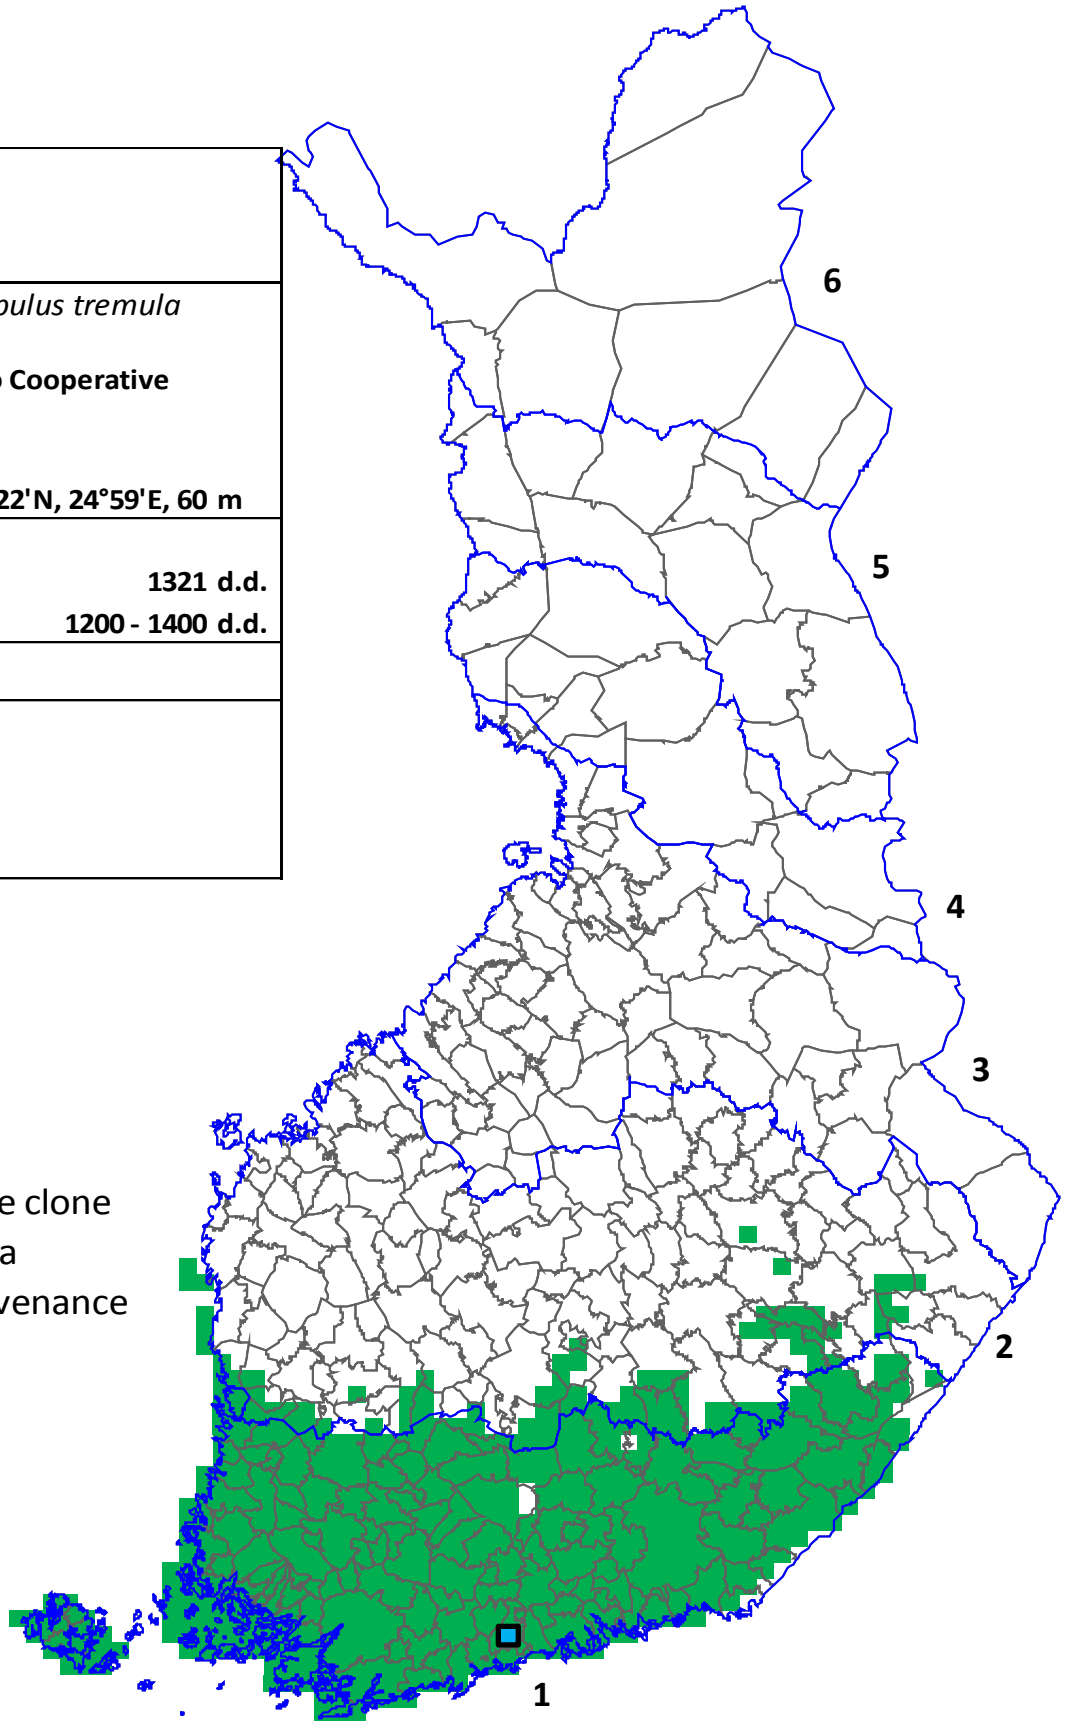 pulus tremula
Cooperative
22'N, 24°59'E, 60 m
1321 d.d.
1200 - 1400 d.d.
6
5
4
3
e clone
a
venance
2
1